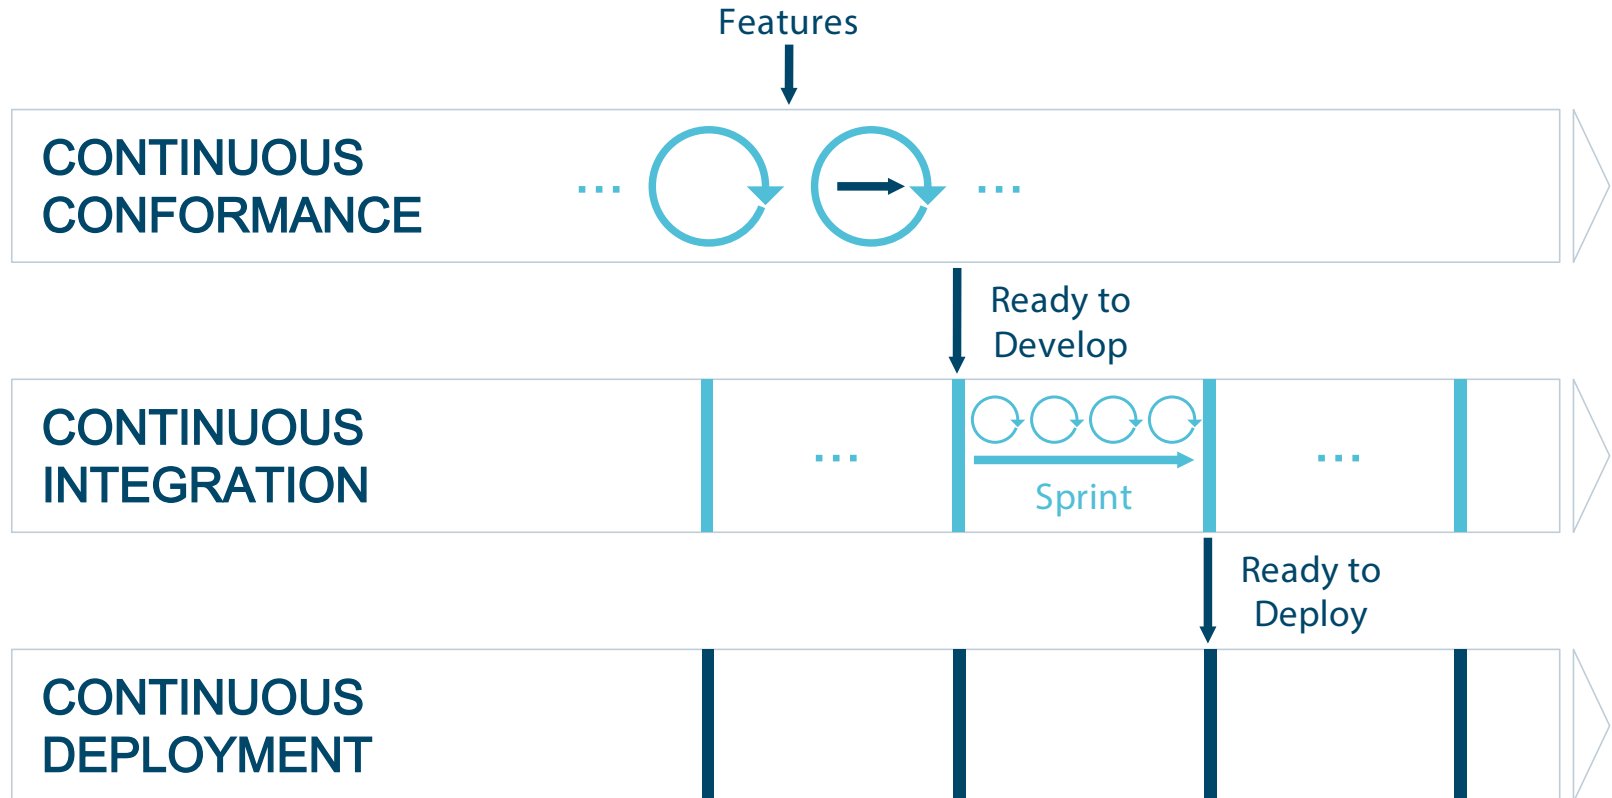 Features
CONTINUOUS
CONFORMANCE
...
...
Ready to
Develop
CONTINUOUS
INTEGRATION
...
Sprint
...
Ready to
Deploy
CONTINUOUS
DEPLOYMENT